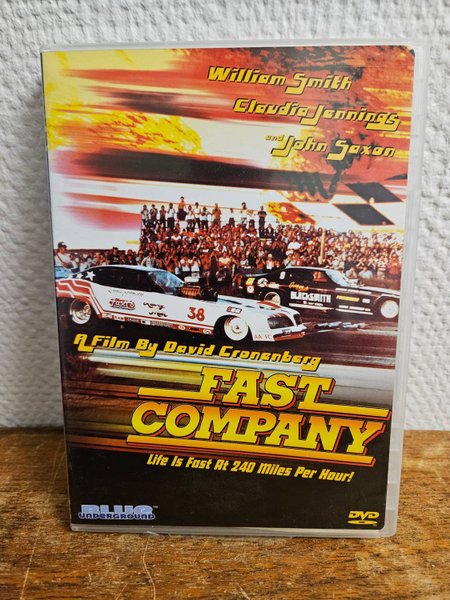 William Smith
Claudia Jennings
and John Saxon
38
BLACKSMITH
A Film By David Cronenberg
FAST
COMPANY
Life Is Fast At 240 Miles Per Hour!
BLUE
UNDERGROUND
DVD